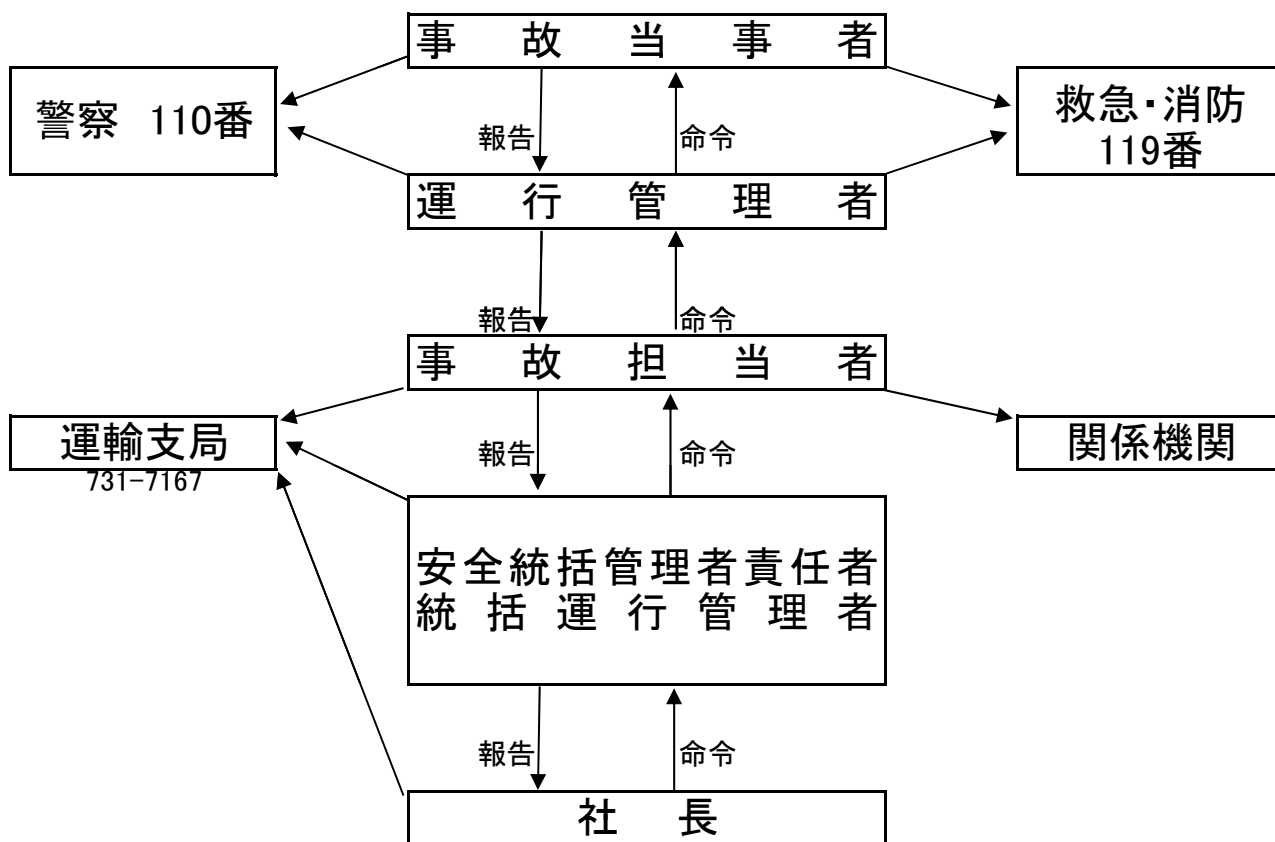 事故当事者
警察 110番
救急・消防
119番
報告
命令
運行管理者
報告
命令
事故担当者
運輸支局
731-7167
関係機関
報告
命令
安全統括管理者責任者
統括運行管理者
報告
命令
社長